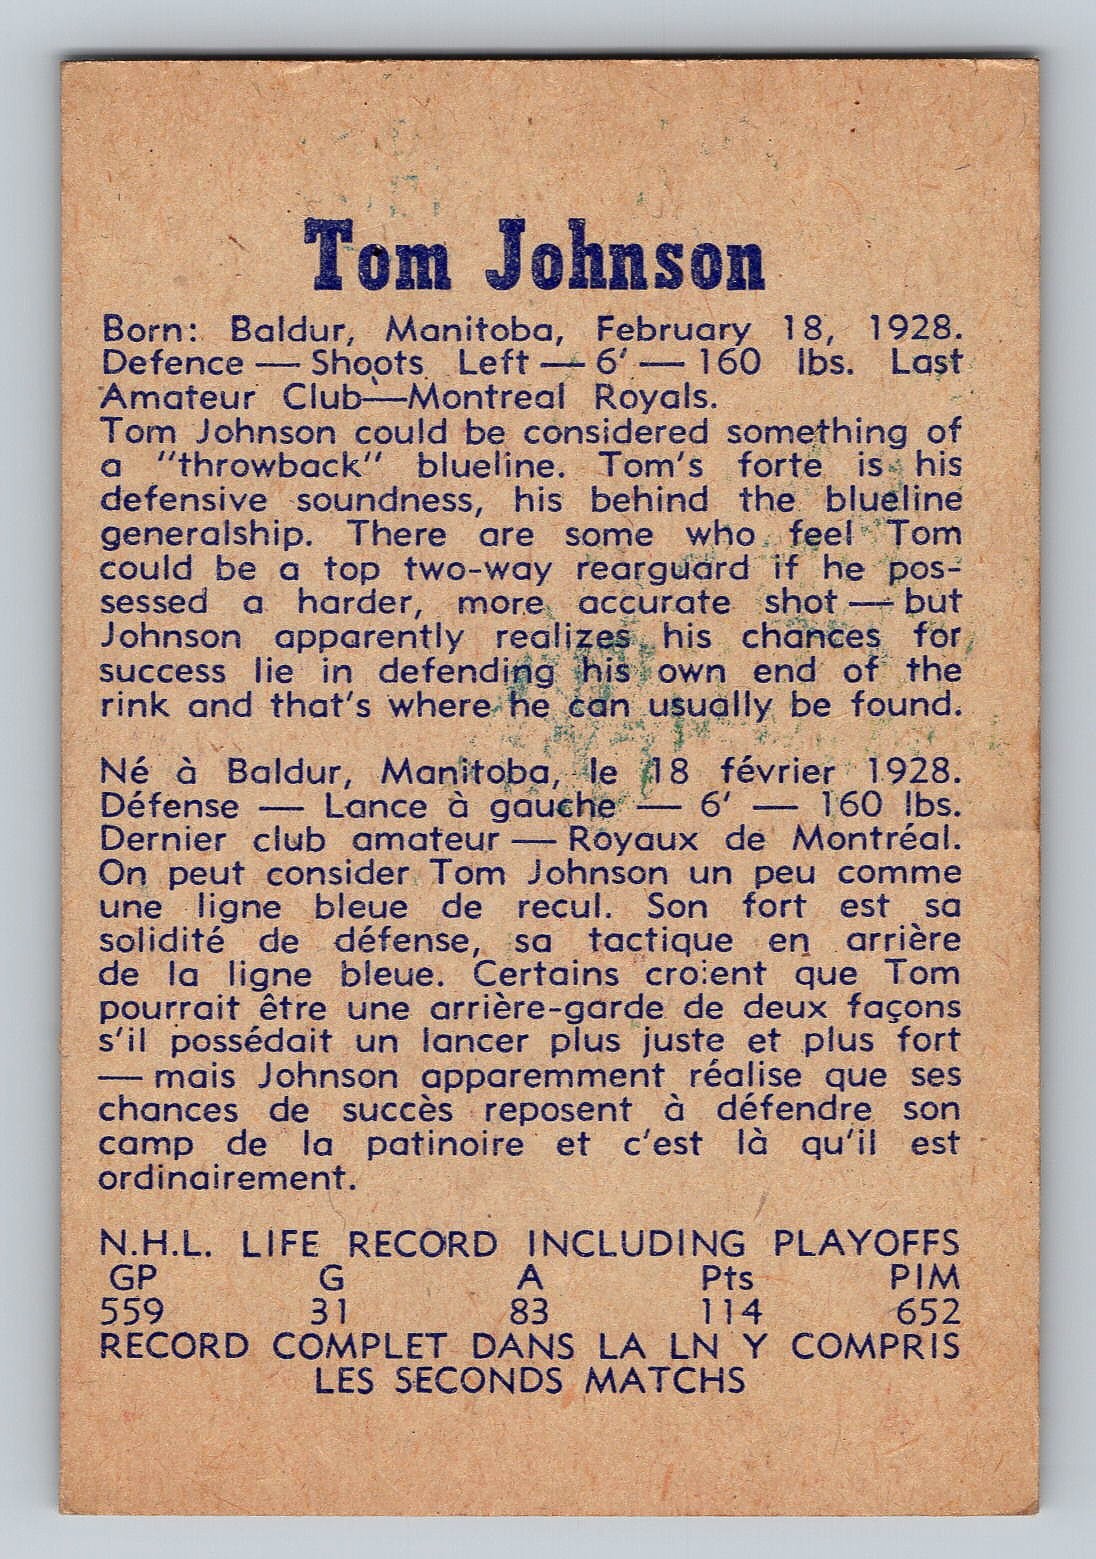 Tom Johnson
Born: Baldur, Manitoba, February 18, 1928.
Defence — Shoots Left — 6' — 160 lbs. Last
Amateur Club—Montreal Royals.
Tom Johnson could be considered something of
a "throwback" blueline. Tom's forte is his
defensive soundness, his behind the blueline
generalship. There are some who feel Tom
could be a top two-way rearguard if he pos-
sessed a harder, more accurate shot — but
Johnson apparently realizes his chances for
success lie in defending his own end of the
rink and that's where he can usually be found.
Né à Baldur, Manitoba, le 18 février 1928.
Défense — Lance à gauche — 6' — 160 lbs.
Dernier club amateur — Royaux de Montréal.
On peut consider Tom Johnson un peu comme
une ligne bleue de recul. Son fort est sa
solidité de défense, sa tactique en arrière
de la ligne bleue. Certains croient que Tom
pourrait être une arrière-garde de deux façons
s'il possédait un lancer plus juste et plus fort
— mais Johnson apparemment réalise que ses
chances de succès reposent à défendre son
camp de la patinoire et c'est là qu'il est
ordinairement.
N.H.L. LIFE RECORD INCLUDING PLAYOFFS
GP G A Pts PIM
559 31 83 114 652
RECORD COMPLET DANS LA LN Y COMPRIS
LES SECONDS MATCHS